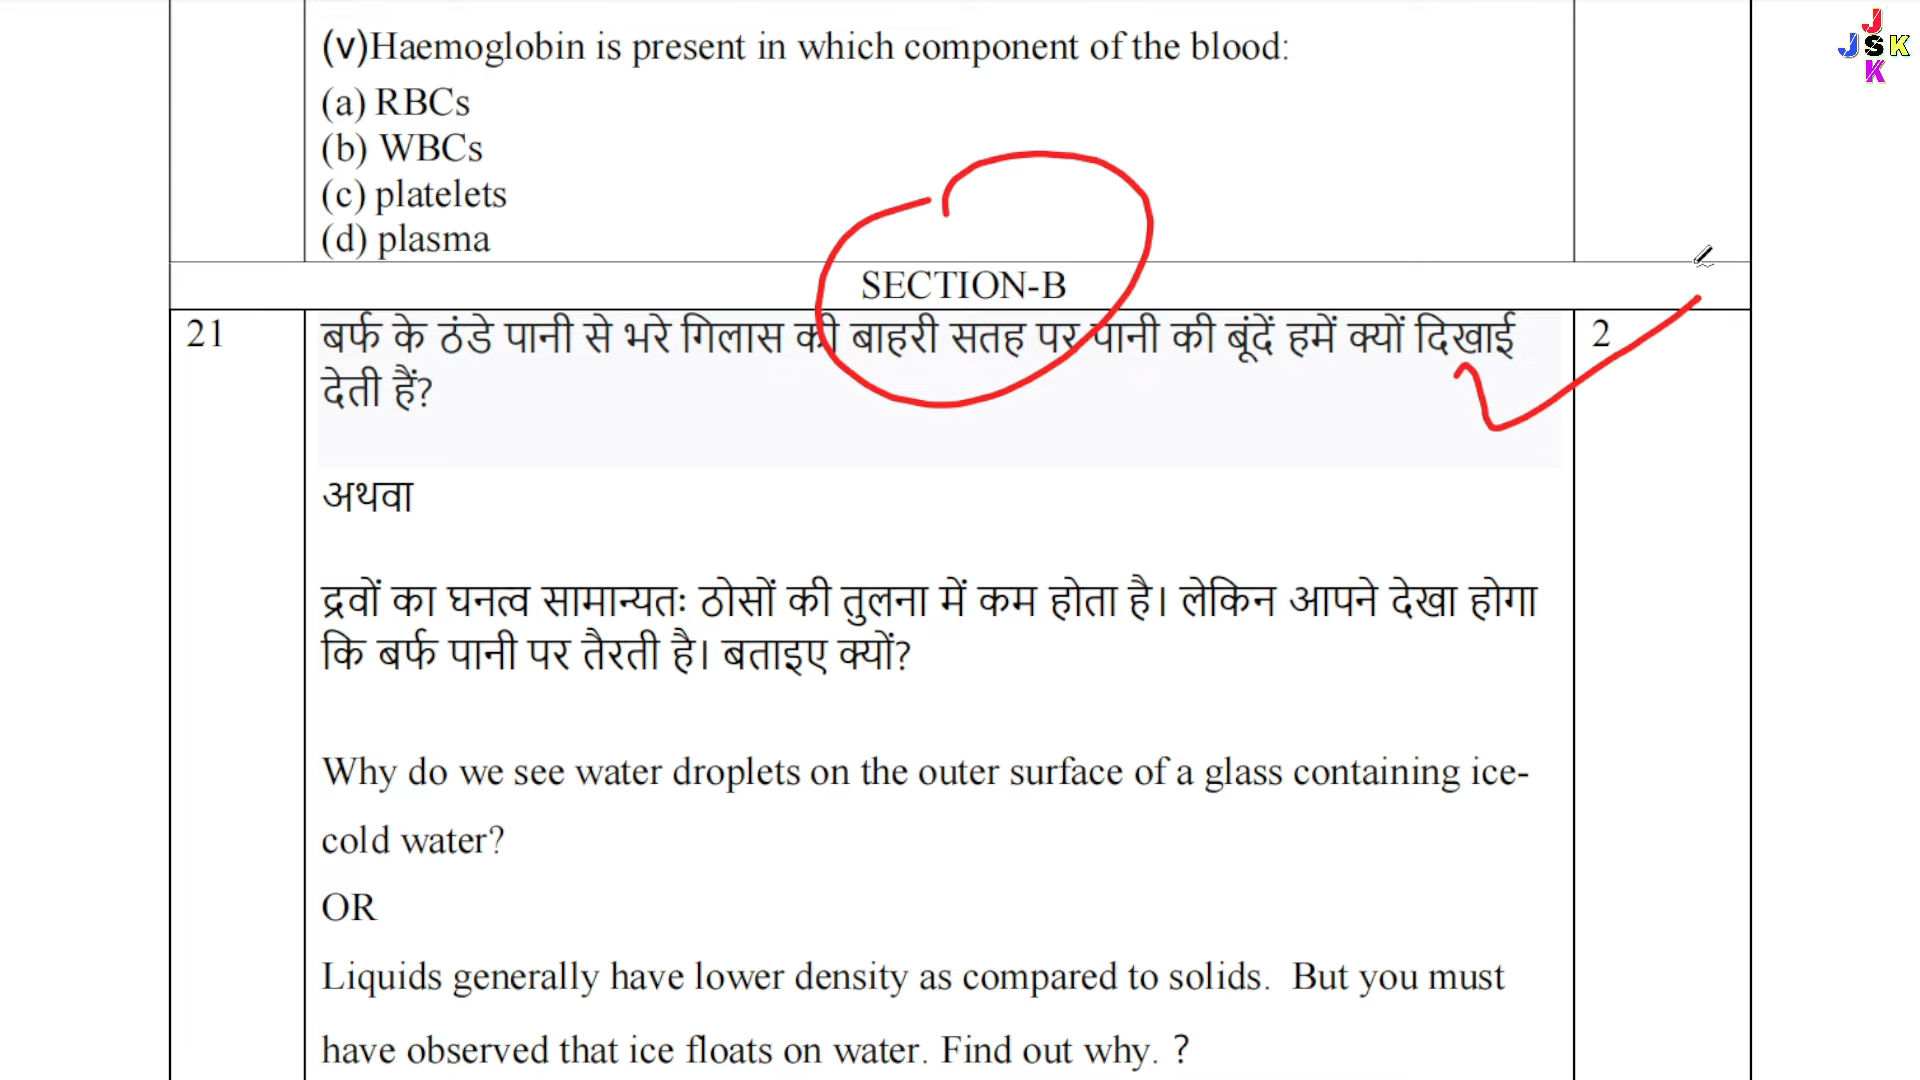 (v)Haemoglobin is present in which component of the blood:
(a) RBCs
(b) WBCs
(c) platelets
(d) plasma
SECTION-B
21
बर्फ के ठंडे पानी से भरे गिलास की बाहरी सतह पर पानी की बूंदें हमें क्यों दिखाई
2
देती हैं?
अथवा
द्रवों का घनत्व सामान्यतः ठोसों की तुलना में कम होता है। लेकिन आपने देखा होगा
कि बर्फ पानी पर तैरती है। बताइए क्यों?
Why do we see water droplets on the outer surface of a glass containing ice-
cold water?
OR
Liquids generally have lower density as compared to solids.  But you must
have observed that ice floats on water. Find out why. ?
J
JSK
K